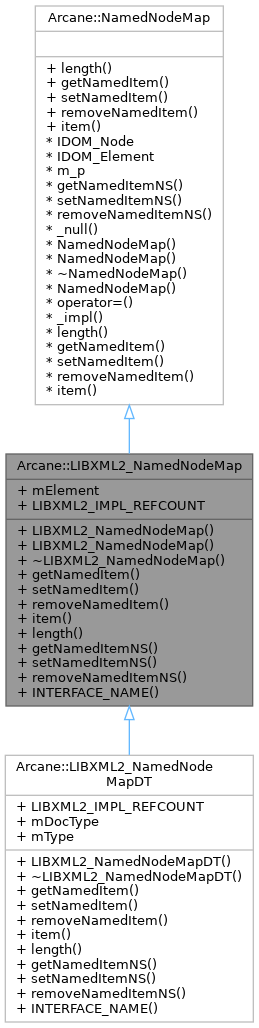 Arcane::NamedNodeMap
+ length()
+ getNamedItem()
+ setNamedItem()
+ removeNamedItem()
+ item()
* IDOM_Node
* IDOM_Element
* m_p
* getNamedItemNS()
* setNamedItemNS()
* removeNamedItemNS()
* _null()
* NamedNodeMap()
* NamedNodeMap()
* ~NamedNodeMap()
* NamedNodeMap()
* operator=()
* _impl()
* length()
* getNamedItem()
* setNamedItem()
* removeNamedItem()
* item()
Arcane::LIBXML2_NamedNodeMap
+ mElement
+ LIBXML2_IMPL_REFCOUNT
+ LIBXML2_NamedNodeMap()
+ LIBXML2_NamedNodeMap()
+ ~LIBXML2_NamedNodeMap()
+ getNamedItem()
+ setNamedItem()
+ removeNamedItem()
+ item()
+ length()
+ getNamedItemNS()
+ setNamedItemNS()
+ removeNamedItemNS()
+ INTERFACE_NAME()
Arcane::LIBXML2_NamedNode
MapDT
+ LIBXML2_IMPL_REFCOUNT
+ mDocType
+ mType
+ LIBXML2_NamedNodeMapDT()
+ ~LIBXML2_NamedNodeMapDT()
+ getNamedItem()
+ setNamedItem()
+ removeNamedItem()
+ item()
+ length()
+ getNamedItemNS()
+ setNamedItemNS()
+ removeNamedItemNS()
+ INTERFACE_NAME()